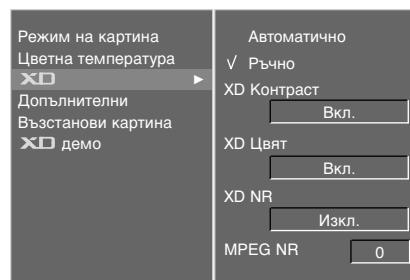 Режим на картина
Цветна температура
XD
Допълнителни
Възстанови картина
XD демо
Автоматично
√ Ръчно
XD Контраст
Вкл.
XD Цвят
Вкл.
XD NR
Изкл.
MPEG NR
0